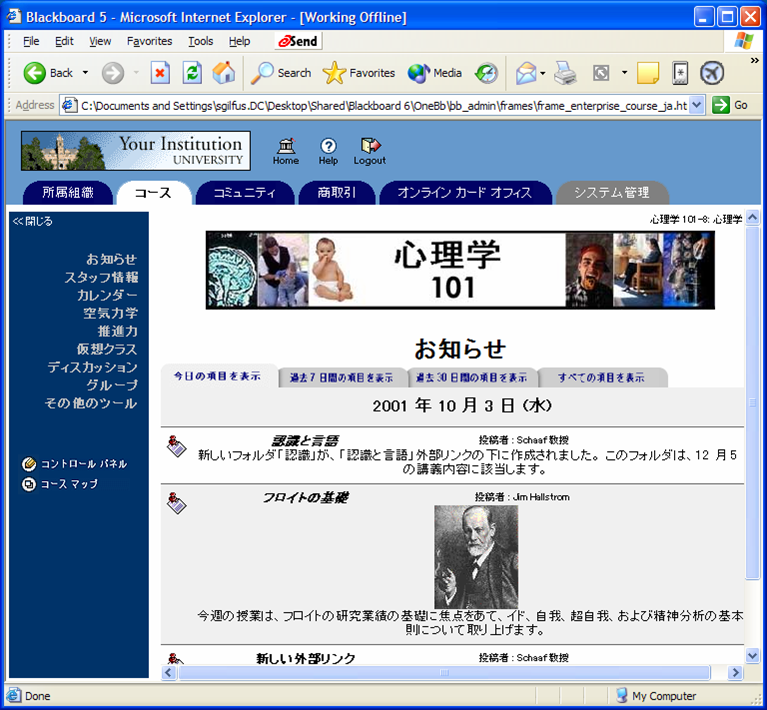 Blackboard 5 - Microsoft Internet Explorer - [Working Offline]
File Edit View Favorites Tools Help eSend
Back Search Favorites Media
Address C:\Documents and Settings\sgilfus.DC\Desktop\Shared\Blackboard 6\OneBb\bb_admin\frames\frame_enterprise_course_ja.ht Go
Your Institution
UNIVERSITY
Home Help Logout
所属組織 コース コミュニティ 商取引 オンライン カード オフィス システム管理
<<閉じる
心理学 101-8: 心理学
お知らせ
スタッフ情報
カレンダー
空気力学
推進力
仮想クラス
ディスカッション
グループ
その他のツール
コントロール パネル
コース マップ
心理学
101
お知らせ
今日の項目を表示 過去 7 日間の項目を表示 過去 30 日間の項目を表示 すべての項目を表示
2001 年 10 月 3 日 (水)
認識と言語 投稿者 : Schaaf 教授
新しいフォルダ「認識」が、「認識と言語」外部リンクの下に作成されました。このフォルダは、12 月 5
の講義内容に該当します。
フロイトの基礎 投稿者 : Jim Hallstrom
今週の授業は、フロイトの研究業績の基礎に焦点をあて、イド、自我、超自我、および精神分析の基本
則について取り上げます。
新しい外部リンク 投稿者 : Schaaf 教授
Done My Computer